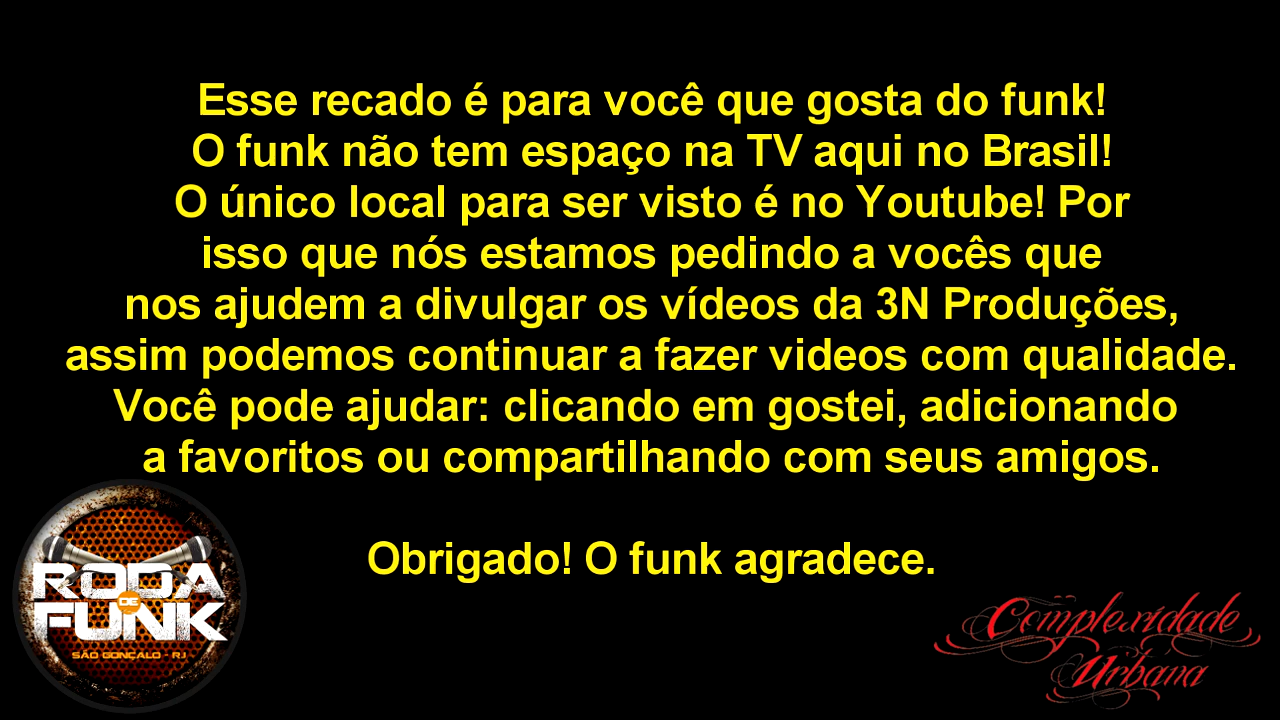 Esse recado é para você que gosta do funk!
O funk não tem espaço na TV aqui no Brasil!
O único local para ser visto é no Youtube! Por
isso que nós estamos pedindo a vocês que
nos ajudem a divulgar os vídeos da 3N Produções,
assim podemos continuar a fazer videos com qualidade.
Você pode ajudar: clicando em gostei, adicionando
a favoritos ou compartilhando com seus amigos.
Obrigado! O funk agradece.
RODA
DE
FUNK
SÃO GONÇALO - RJ
Complexidade
Urbana